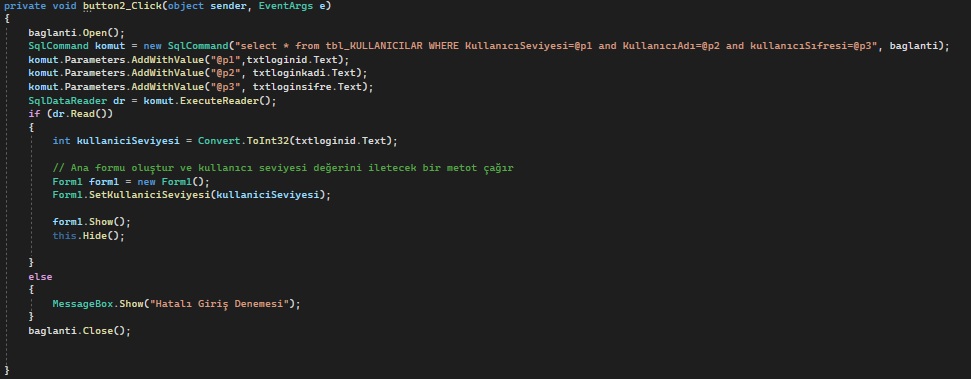 private void button2_Click(object sender, EventArgs e)
{
baglanti.Open();
SqlCommand komut = new SqlCommand("select * from tbl_KULLANICILAR WHERE KullanıcıSeviyesi=@p1 and KullanıcıAdı=@p2 and kullanıcıSıfresi=@p3", baglanti);
komut.Parameters.AddWithValue("@p1",txtloginid.Text);
komut.Parameters.AddWithValue("@p2", txtloginkadi.Text);
komut.Parameters.AddWithValue("@p3", txtloginsifre.Text);
SqlDataReader dr = komut.ExecuteReader();
if (dr.Read())
{
int kullaniciSeviyesi = Convert.ToInt32(txtloginid.Text);
// Ana formu oluştur ve kullanıcı seviyesi değerini iletecek bir metot çağır
Form1 form1 = new Form1();
Form1.SetKullaniciSeviyesi(kullaniciSeviyesi);
form1.Show();
this.Hide();
}
else
{
MessageBox.Show("Hatalı Giriş Denemesi");
}
baglanti.Close();
}